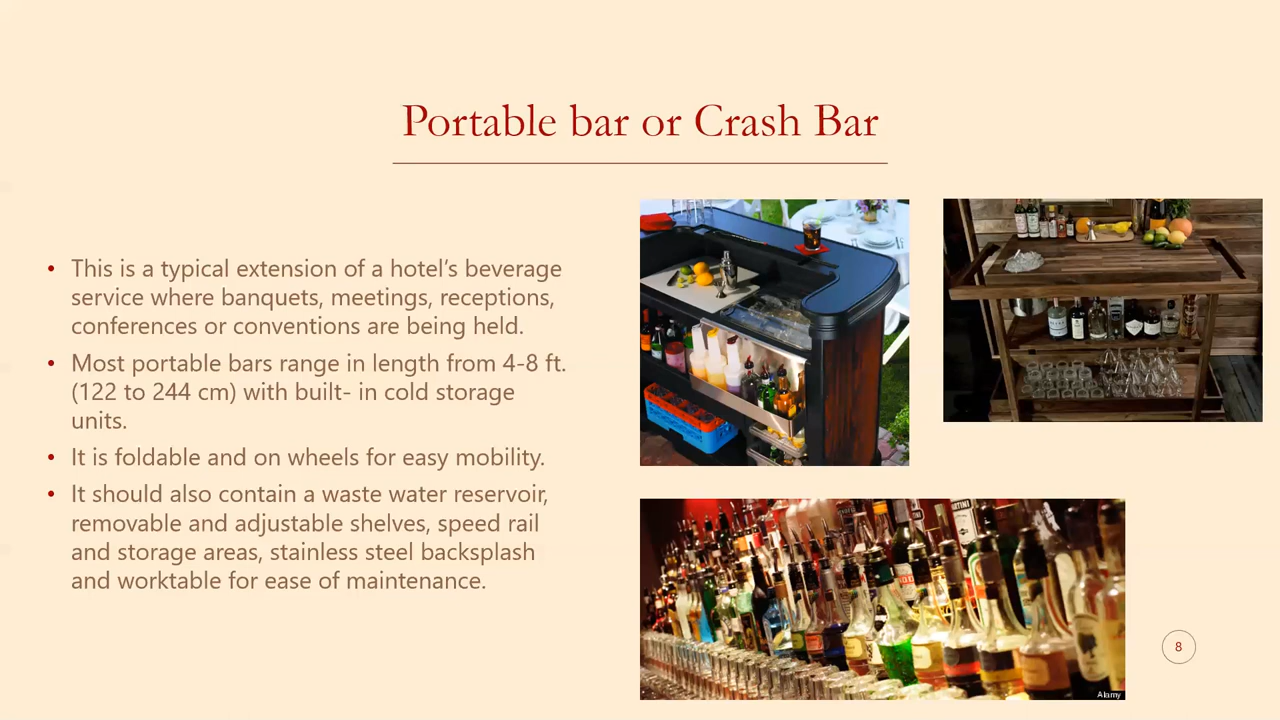 Portable bar or Crash Bar
• This is a typical extension of a hotel's beverage
service where banquets, meetings, receptions,
conferences or conventions are being held.
• Most portable bars range in length from 4-8 ft.
(122 to 244 cm) with built- in cold storage
units.
• It is foldable and on wheels for easy mobility.
• It should also contain a waste water reservoir,
removable and adjustable shelves, speed rail
and storage areas, stainless steel backsplash
and worktable for ease of maintenance.
Alamy
8